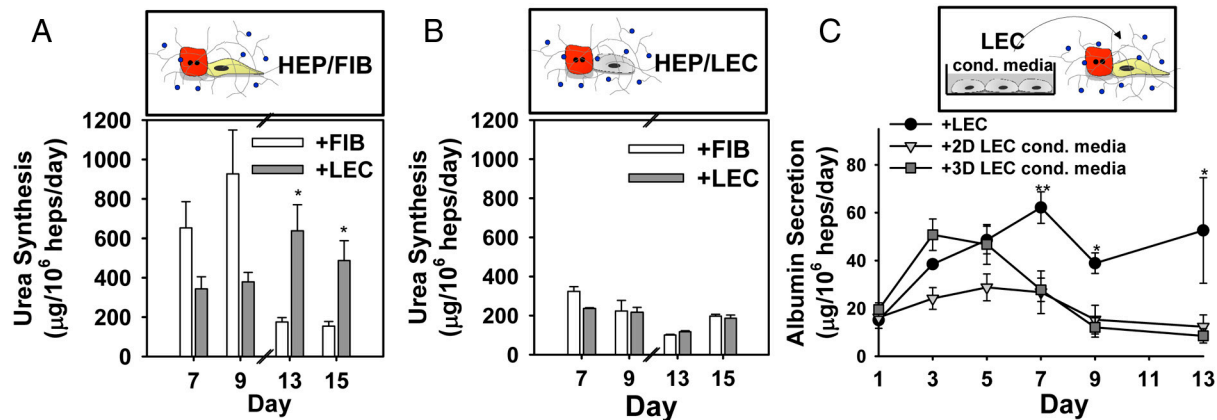 A
HEP/FIB
1200
1000
800
600
400
200
0
Urea Synthesis
(μg/10⁶ heps/day)
+FIB
+LEC
*
*
7 9 13 15
Day
B
HEP/LEC
1200
1000
800
600
400
200
0
Urea Synthesis
(μg/10⁶ heps/day)
+FIB
+LEC
7 9 13 15
Day
C
LEC
cond. media
+LEC
+2D LEC cond. media
+3D LEC cond. media
80
60
40
20
0
Albumin Secretion
(μg/10⁶ heps/day)
**
*
*
1 3 5 7 9 11 13
Day